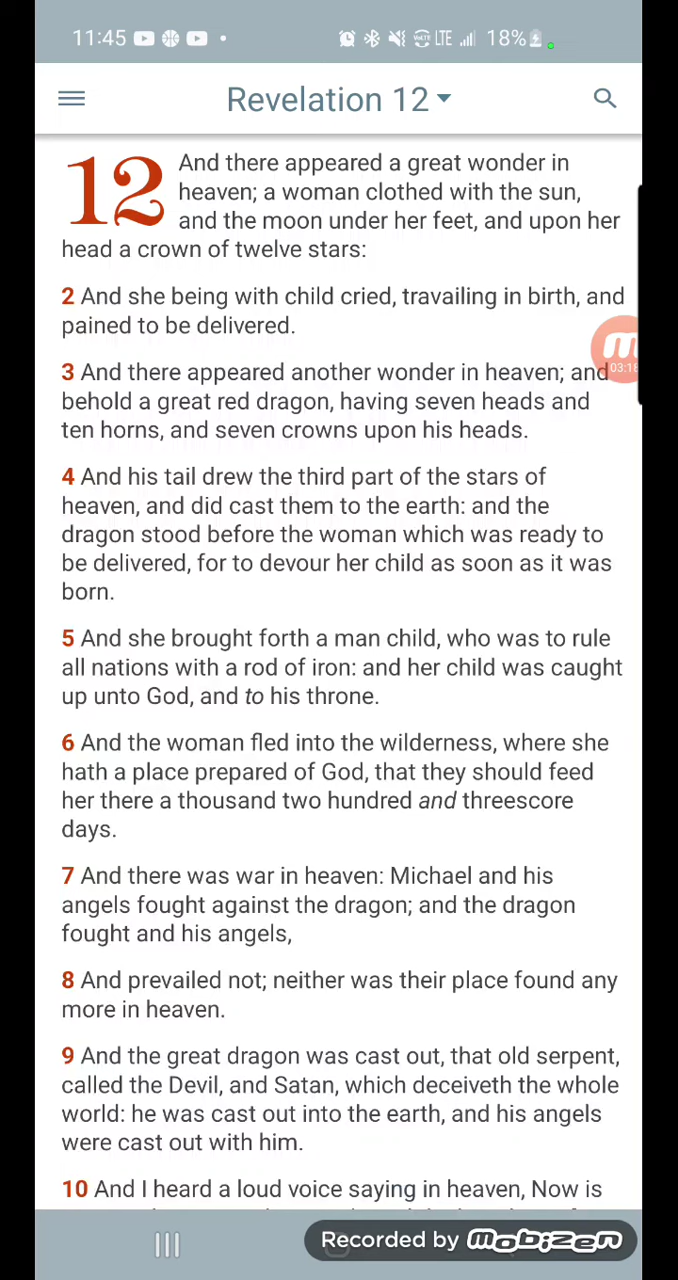 11:45 VoLTE LTE 18%
Revelation 12
12 And there appeared a great wonder in
heaven; a woman clothed with the sun,
and the moon under her feet, and upon her
head a crown of twelve stars:
2 And she being with child cried, travailing in birth, and
pained to be delivered.
3 And there appeared another wonder in heaven; and
behold a great red dragon, having seven heads and
ten horns, and seven crowns upon his heads.
03:18
4 And his tail drew the third part of the stars of
heaven, and did cast them to the earth: and the
dragon stood before the woman which was ready to
be delivered, for to devour her child as soon as it was
born.
5 And she brought forth a man child, who was to rule
all nations with a rod of iron: and her child was caught
up unto God, and to his throne.
6 And the woman fled into the wilderness, where she
hath a place prepared of God, that they should feed
her there a thousand two hundred and threescore
days.
7 And there was war in heaven: Michael and his
angels fought against the dragon; and the dragon
fought and his angels,
8 And prevailed not; neither was their place found any
more in heaven.
9 And the great dragon was cast out, that old serpent,
called the Devil, and Satan, which deceiveth the whole
world: he was cast out into the earth, and his angels
were cast out with him.
10 And I heard a loud voice saying in heaven, Now is
Recorded by mobizen